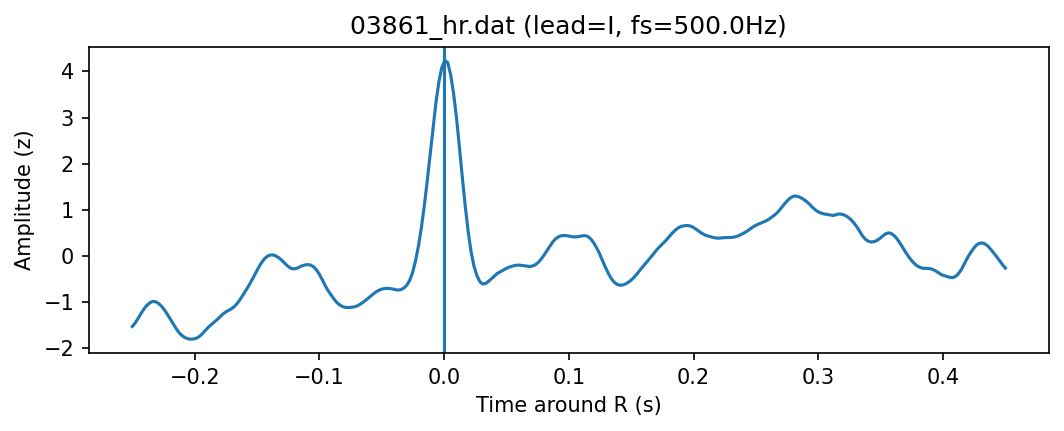 03861_hr.dat (lead=I, fs=500.0Hz)
Amplitude (z)
4
3
2
1
0
−1
−2
−0.2 −0.1 0.0 0.1 0.2 0.3 0.4
Time around R (s)